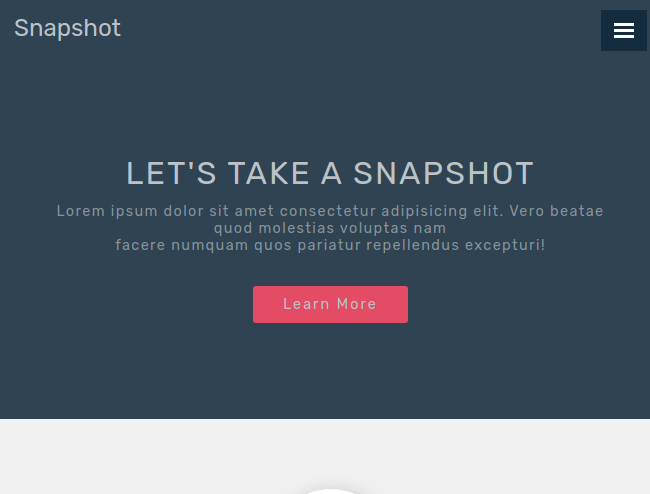 Snapshot
LET'S TAKE A SNAPSHOT
Lorem ipsum dolor sit amet consectetur adipisicing elit. Vero beatae
quod molestias voluptas nam
facere numquam quos pariatur repellendus excepturi!
Learn More